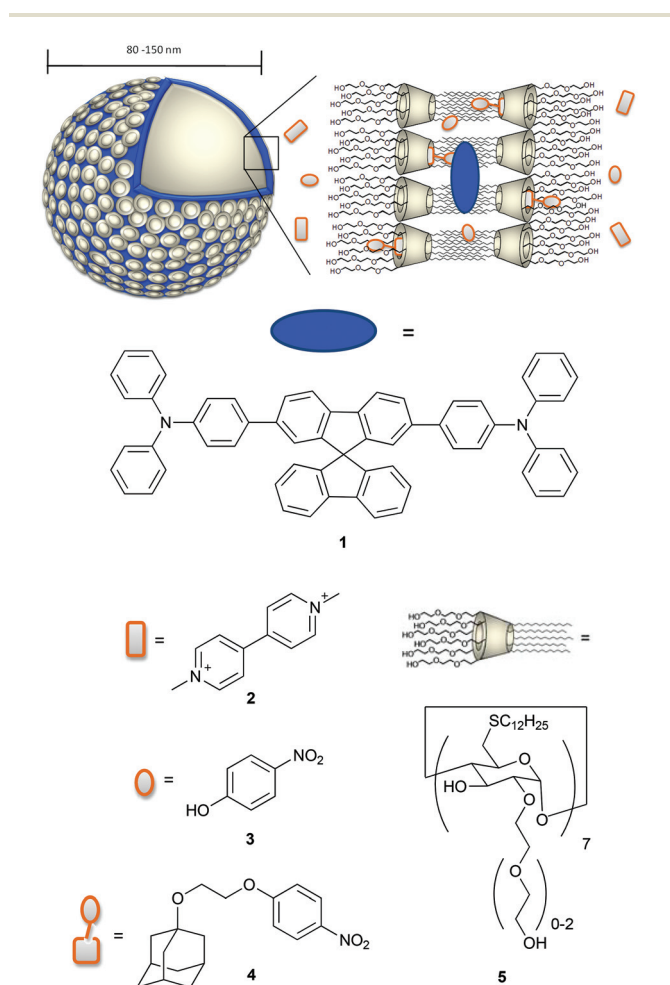 80 -150 nm
=
N
N
1
=
N
+
N
+
2
=
=
NO2
HO
3
SC12H25
O
HO
O
O
7
O
0-2
OH
5
=
O
O
NO2
4